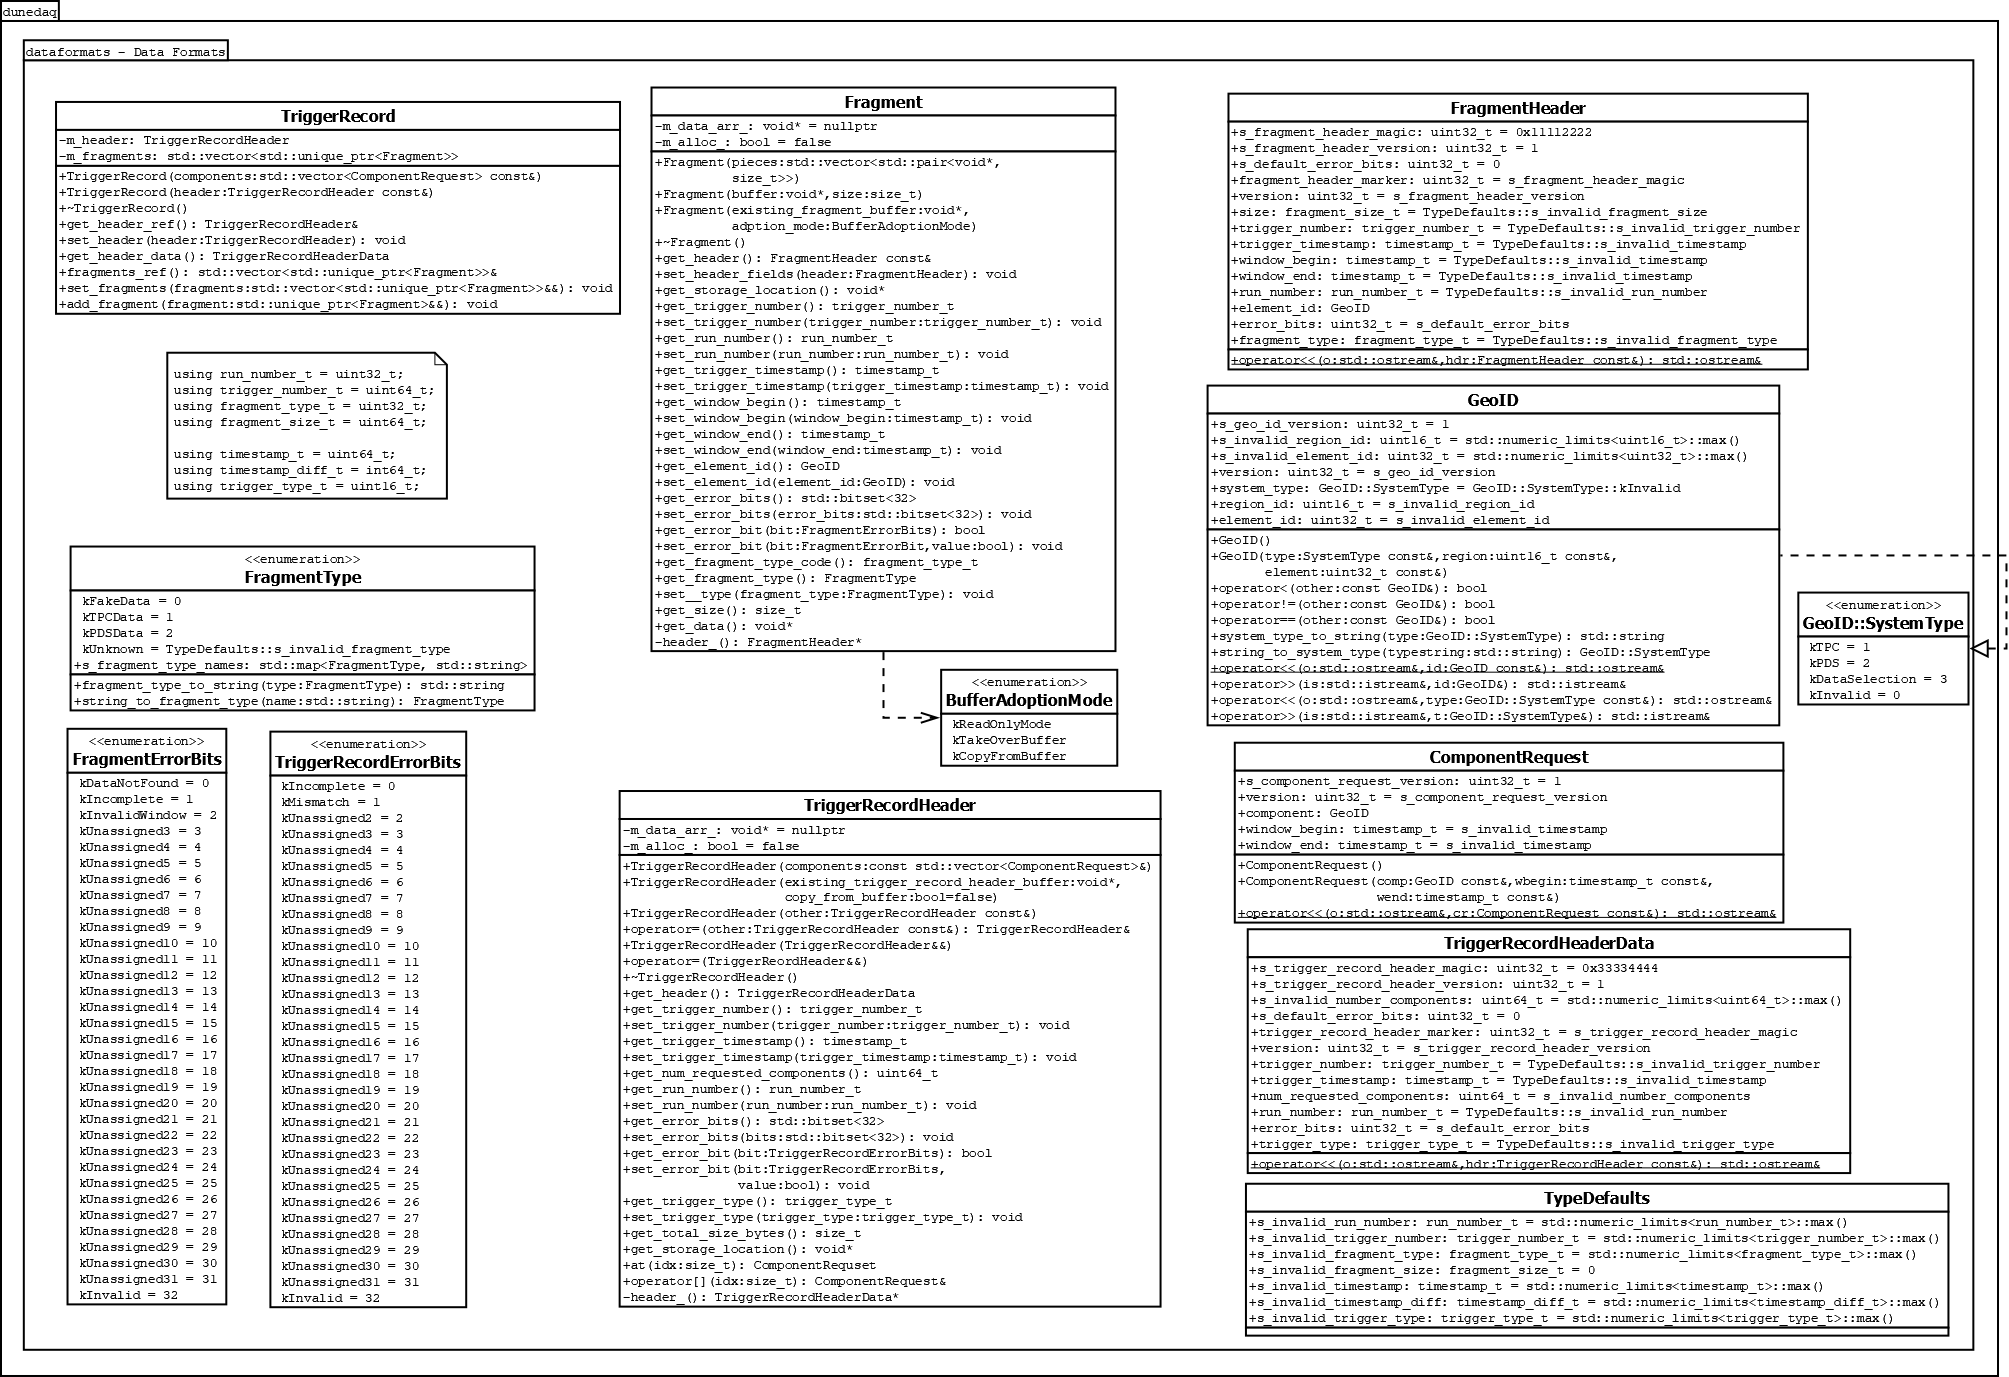 dunedaq
dataformats - Data Formats
TriggerRecord
-m_header: TriggerRecordHeader
-m_fragments: std::vector<std::unique_ptr<Fragment>>
+TriggerRecord(components:std::vector<ComponentRequest> const&)
+TriggerRecord(header:TriggerRecordHeader const&)
+~TriggerRecord()
+get_header_ref(): TriggerRecordHeader&
+set_header(header:TriggerRecordHeader): void
+get_header_data(): TriggerRecordHeaderData
+fragments_ref(): std::vector<std::unique_ptr<Fragment>>&
+set_fragments(fragments:std::vector<std::unique_ptr<Fragment>>&&): void
+add_fragment(fragment:std::unique_ptr<Fragment>&&): void
using run_number_t = uint32_t;
using trigger_number_t = uint64_t;
using fragment_type_t = uint32_t;
using fragment_size_t = uint64_t;
using timestamp_t = uint64_t;
using timestamp_diff_t = int64_t;
using trigger_type_t = uint16_t;
<<enumeration>>
FragmentType
kFakeData = 0
kTPCData = 1
kPDSData = 2
kUnknown = TypeDefaults::s_invalid_fragment_type
+s_fragment_type_names: std::map<FragmentType, std::string>
+fragment_type_to_string(type:FragmentType): std::string
+string_to_fragment_type(name:std::string): FragmentType
<<enumeration>>
FragmentErrorBits
kDataNotFound = 0
kIncomplete = 1
kInvalidWindow = 2
kUnassigned3 = 3
kUnassigned4 = 4
kUnassigned5 = 5
kUnassigned6 = 6
kUnassigned7 = 7
kUnassigned8 = 8
kUnassigned9 = 9
kUnassigned10 = 10
kUnassigned11 = 11
kUnassigned12 = 12
kUnassigned13 = 13
kUnassigned14 = 14
kUnassigned15 = 15
kUnassigned16 = 16
kUnassigned17 = 17
kUnassigned18 = 18
kUnassigned19 = 19
kUnassigned20 = 20
kUnassigned21 = 21
kUnassigned22 = 22
kUnassigned23 = 23
kUnassigned24 = 24
kUnassigned25 = 25
kUnassigned26 = 26
kUnassigned27 = 27
kUnassigned28 = 28
kUnassigned29 = 29
kUnassigned30 = 30
kUnassigned31 = 31
kInvalid = 32
<<enumeration>>
TriggerRecordErrorBits
kIncomplete = 0
kMismatch = 1
kUnassigned2 = 2
kUnassigned3 = 3
kUnassigned4 = 4
kUnassigned5 = 5
kUnassigned6 = 6
kUnassigned7 = 7
kUnassigned8 = 8
kUnassigned9 = 9
kUnassigned10 = 10
kUnassigned11 = 11
kUnassigned12 = 12
kUnassigned13 = 13
kUnassigned14 = 14
kUnassigned15 = 15
kUnassigned16 = 16
kUnassigned17 = 17
kUnassigned18 = 18
kUnassigned19 = 19
kUnassigned20 = 20
kUnassigned21 = 21
kUnassigned22 = 22
kUnassigned23 = 23
kUnassigned24 = 24
kUnassigned25 = 25
kUnassigned26 = 26
kUnassigned27 = 27
kUnassigned28 = 28
kUnassigned29 = 29
kUnassigned30 = 30
kUnassigned31 = 31
kInvalid = 32
Fragment
-m_data_arr_: void* = nullptr
-m_alloc_: bool = false
+Fragment(pieces:std::vector<std::pair<void*,
size_t>>)
+Fragment(buffer:void*,size:size_t)
+Fragment(existing_fragment_buffer:void*,
adption_mode:BufferAdoptionMode)
+~Fragment()
+get_header(): FragmentHeader const&
+set_header_fields(header:FragmentHeader): void
+get_storage_location(): void*
+get_trigger_number(): trigger_number_t
+set_trigger_number(trigger_number:trigger_number_t): void
+get_run_number(): run_number_t
+set_run_number(run_number:run_number_t): void
+get_trigger_timestamp(): timestamp_t
+set_trigger_timestamp(trigger_timestamp:timestamp_t): void
+get_window_begin(): timestamp_t
+set_window_begin(window_begin:timestamp_t): void
+get_window_end(): timestamp_t
+set_window_end(window_end:timestamp_t): void
+get_element_id(): GeoID
+set_element_id(element_id:GeoID): void
+get_error_bits(): std::bitset<32>
+set_error_bits(error_bits:std::bitset<32>): void
+get_error_bit(bit:FragmentErrorBits): bool
+set_error_bit(bit:FragmentErrorBit,value:bool): void
+get_fragment_type_code(): fragment_type_t
+get_fragment_type(): FragmentType
+set__type(fragment_type:FragmentType): void
+get_size(): size_t
+get_data(): void*
-header_(): FragmentHeader*
<<enumeration>>
BufferAdoptionMode
kReadOnlyMode
kTakeOverBuffer
kCopyFromBuffer
TriggerRecordHeader
-m_data_arr_: void* = nullptr
-m_alloc_: bool = false
+TriggerRecordHeader(components:const std::vector<ComponentRequest>&)
+TriggerRecordHeader(existing_trigger_record_header_buffer:void*,
copy_from_buffer:bool=false)
+TriggerRecordHeader(other:TriggerRecordHeader const&)
+operator=(other:TriggerRecordHeader const&): TriggerRecordHeader&
+TriggerRecordHeader(TriggerRecordHeader&&)
+operator=(TriggerReordHeader&&)
+~TriggerRecordHeader()
+get_header(): TriggerRecordHeaderData
+get_trigger_number(): trigger_number_t
+set_trigger_number(trigger_number:trigger_number_t): void
+get_trigger_timestamp(): timestamp_t
+set_trigger_timestamp(trigger_timestamp:timestamp_t): void
+get_num_requested_components(): uint64_t
+get_run_number(): run_number_t
+set_run_number(run_number:run_number_t): void
+get_error_bits(): std::bitset<32>
+set_error_bits(bits:std::bitset<32>): void
+get_error_bit(bit:TriggerRecordErrorBits): bool
+set_error_bit(bit:TriggerRecordErrorBits,
value:bool): void
+get_trigger_type(): trigger_type_t
+set_trigger_type(trigger_type:trigger_type_t): void
+get_total_size_bytes(): size_t
+get_storage_location(): void*
+at(idx:size_t): ComponentRequset
+operator[](idx:size_t): ComponentRequest&
-header_(): TriggerRecordHeaderData*
FragmentHeader
+s_fragment_header_magic: uint32_t = 0x11112222
+s_fragment_header_version: uint32_t = 1
+s_default_error_bits: uint32_t = 0
+fragment_header_marker: uint32_t = s_fragment_header_magic
+version: uint32_t = s_fragment_header_version
+size: fragment_size_t = TypeDefaults::s_invalid_fragment_size
+trigger_number: trigger_number_t = TypeDefaults::s_invalid_trigger_number
+trigger_timestamp: timestamp_t = TypeDefaults::s_invalid_timestamp
+window_begin: timestamp_t = TypeDefaults::s_invalid_timestamp
+window_end: timestamp_t = TypeDefaults::s_invalid_timestamp
+run_number: run_number_t = TypeDefaults::s_invalid_run_number
+element_id: GeoID
+error_bits: uint32_t = s_default_error_bits
+fragment_type: fragment_type_t = TypeDefaults::s_invalid_fragment_type
+operator<<(o:std::ostream&,hdr:FragmentHeader const&): std::ostream&
GeoID
+s_geo_id_version: uint32_t = 1
+s_invalid_region_id: uint16_t = std::numeric_limits<uint16_t>::max()
+s_invalid_element_id: uint32_t = std::numeric_limits<uint32_t>::max()
+version: uint32_t = s_geo_id_version
+system_type: GeoID::SystemType = GeoID::SystemType::kInvalid
+region_id: uint16_t = s_invalid_region_id
+element_id: uint32_t = s_invalid_element_id
+GeoID()
+GeoID(type:SystemType const&,region:uint16_t const&,
element:uint32_t const&)
+operator<(other:const GeoID&): bool
+operator!=(other:const GeoID&): bool
+operator==(other:const GeoID&): bool
+system_type_to_string(type:GeoID::SystemType): std::string
+string_to_system_type(typestring:std::string): GeoID::SystemType
+operator<<(o:std::ostream&,id:GeoID const&): std::ostream&
+operator>>(is:std::istream&,id:GeoID&): std::istream&
+operator<<(o:std::ostream&,type:GeoID::SystemType const&): std::ostream&
+operator>>(is:std::istream&,t:GeoID::SystemType&): std::istream&
<<enumeration>>
GeoID::SystemType
kTPC = 1
kPDS = 2
kDataSelection = 3
kInvalid = 0
ComponentRequest
+s_component_request_version: uint32_t = 1
+version: uint32_t = s_component_request_version
+component: GeoID
+window_begin: timestamp_t = s_invalid_timestamp
+window_end: timestamp_t = s_invalid_timestamp
+ComponentRequest()
+ComponentRequest(comp:GeoID const&,wbegin:timestamp_t const&,
wend:timestamp_t const&)
+operator<<(o:std::ostream&,cr:ComponentRequest const&): std::ostream&
TriggerRecordHeaderData
+s_trigger_record_header_magic: uint32_t = 0x33334444
+s_trigger_record_header_version: uint32_t = 1
+s_invalid_number_components: uint64_t = std::numeric_limits<uint64_t>::max()
+s_default_error_bits: uint32_t = 0
+trigger_record_header_marker: uint32_t = s_trigger_record_header_magic
+version: uint32_t = s_trigger_record_header_version
+trigger_number: trigger_number_t = TypeDefaults::s_invalid_trigger_number
+trigger_timestamp: timestamp_t = TypeDefaults::s_invalid_timestamp
+num_requested_components: uint64_t = s_invalid_number_components
+run_number: run_number_t = TypeDefaults::s_invalid_run_number
+error_bits: uint32_t = s_default_error_bits
+trigger_type: trigger_type_t = TypeDefaults::s_invalid_trigger_type
+operator<<(o:std::ostream&,hdr:TriggerRecordHeader const&): std::ostream&
TypeDefaults
+s_invalid_run_number: run_number_t = std::numeric_limits<run_number_t>::max()
+s_invalid_trigger_number: trigger_number_t = std::numeric_limits<trigger_number_t>::max()
+s_invalid_fragment_type: fragment_type_t = std::numeric_limits<fragment_type_t>::max()
+s_invalid_fragment_size: fragment_size_t = 0
+s_invalid_timestamp: timestamp_t = std::numeric_limits<timestamp_t>::max()
+s_invalid_timestamp_diff: timestamp_diff_t = std::numeric_limits<timestamp_diff_t>::max()
+s_invalid_trigger_type: trigger_type_t = std::numeric_limits<trigger_type_t>::max()